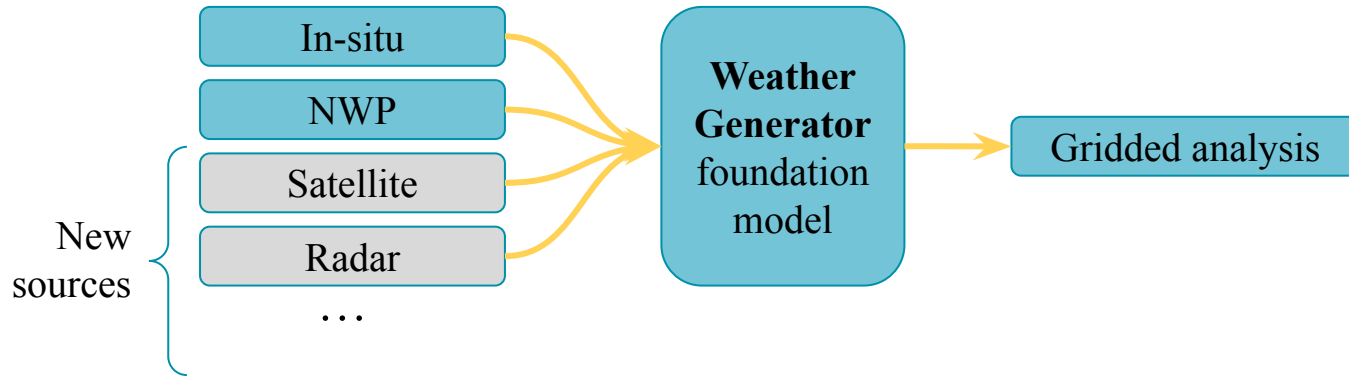 In-situ
NWP
Satellite
Radar
…
New
sources
Weather
Generator
foundation
model
Gridded analysis